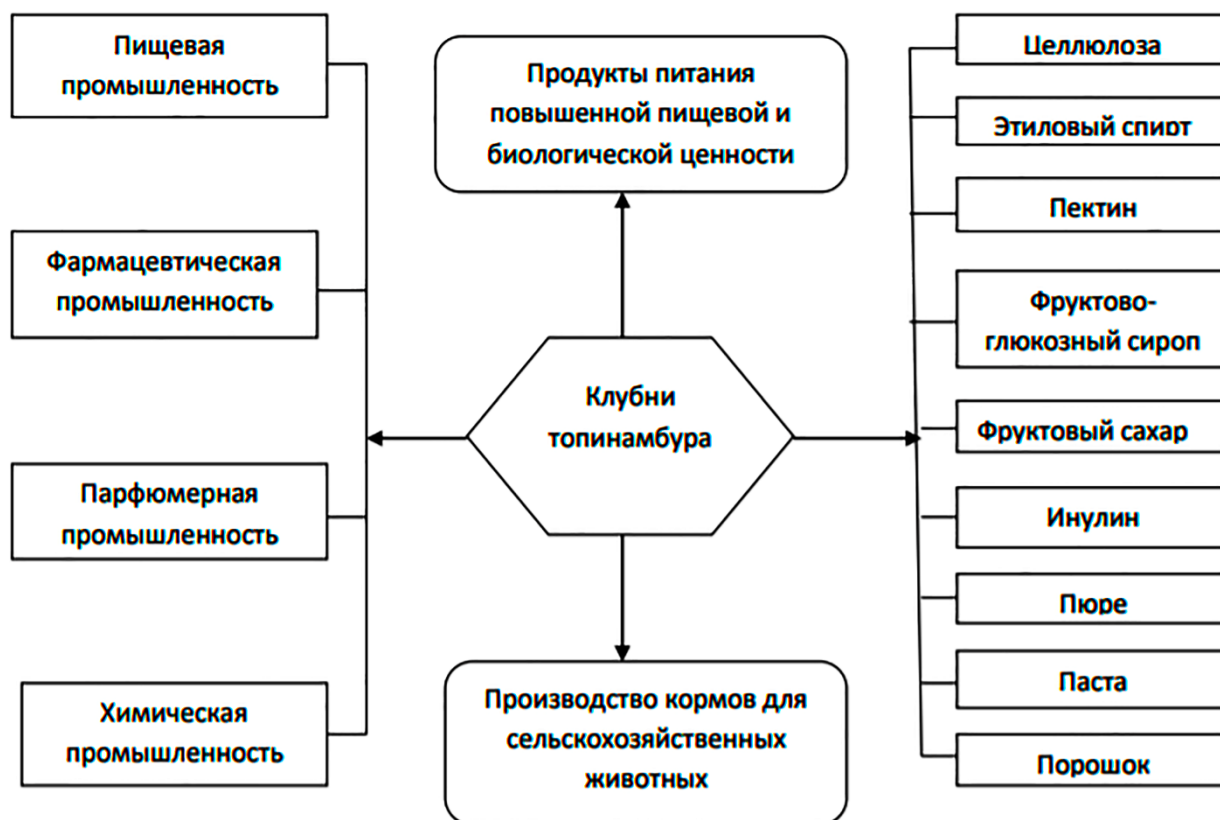 Пищевая
промышленность
Фармацевтическая
промышленность
Парфюмерная
промышленность
Химическая
промышленность
Продукты питания
повышенной пищевой и
биологической ценности
Клубни
топинамбура
Производство кормов для
сельскохозяйственных
животных
Целлюлоза
Этиловый спирт
Пектин
Фруктово-
глюкозный сироп
Фруктовый сахар
Инулин
Пюре
Паста
Порошок